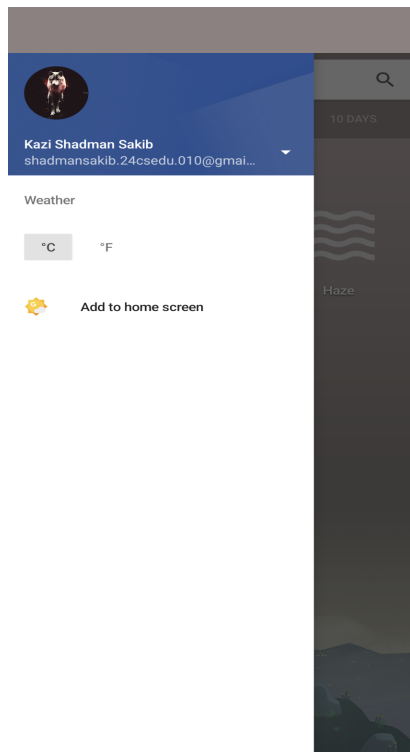 Kazi Shadman Sakib
shadmansakib.24csedu.010@gmai...
10 DAYS
Weather
°C °F
Haze
Add to home screen